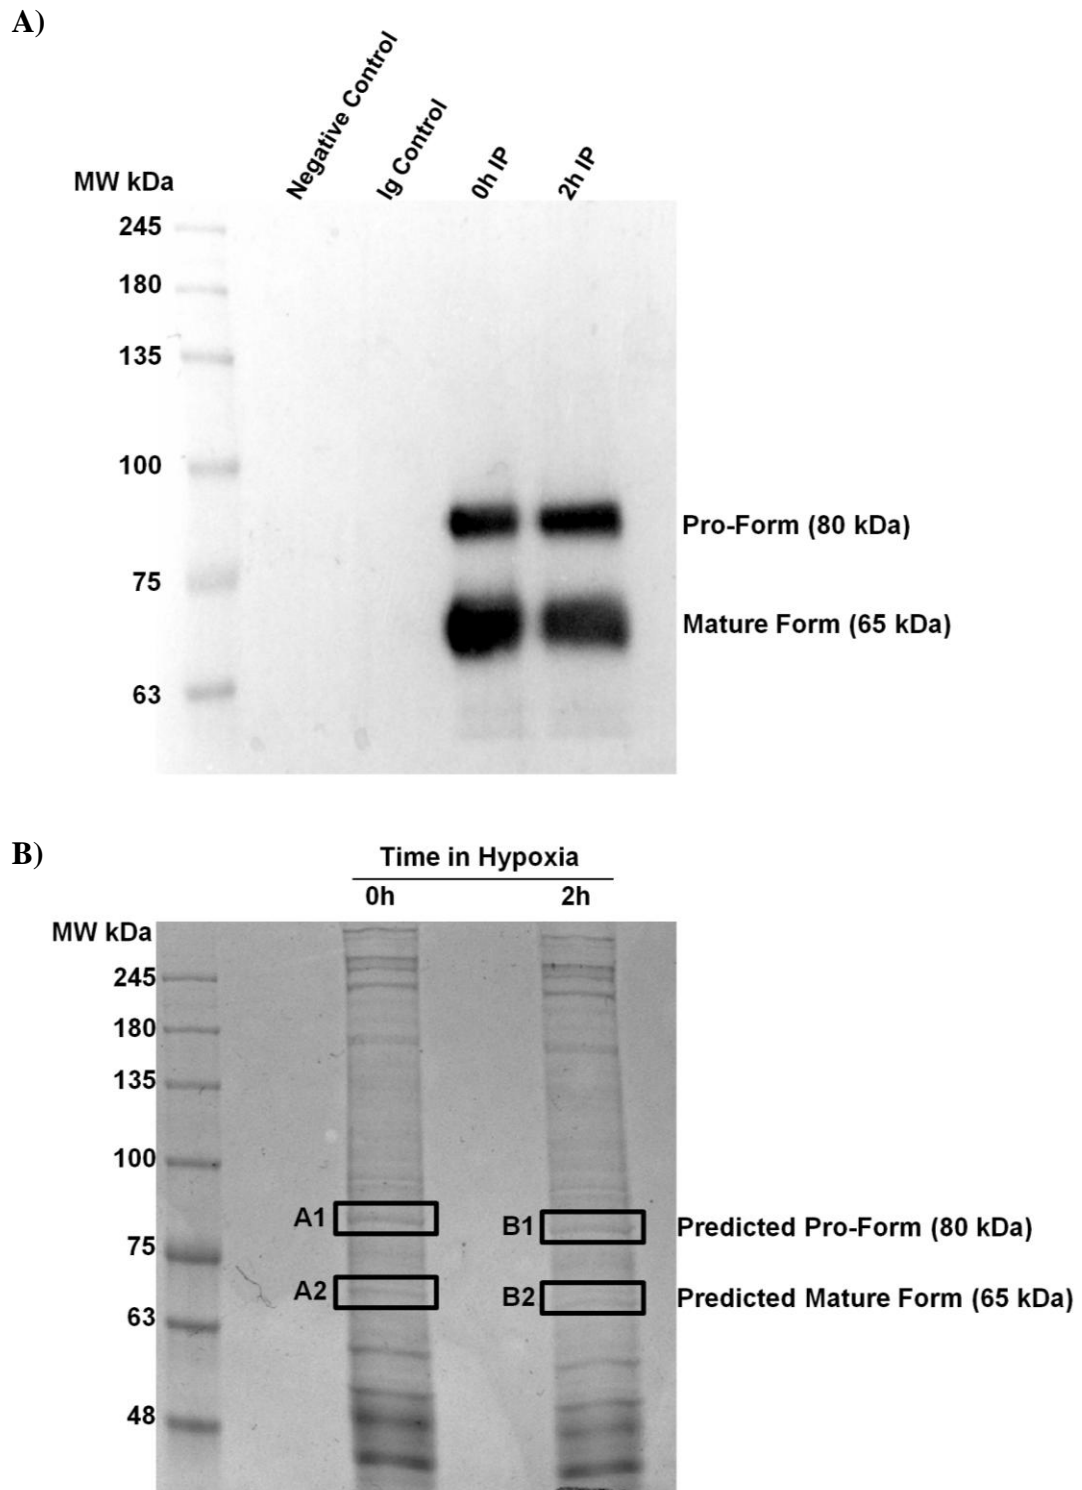 A)
Negative Control
Ig Control
0h IP
2h IP
MW kDa
245
180
135
100
Pro-Form (80 kDa)
75
Mature Form (65 kDa)
63
B)
Time in Hypoxia
0h
2h
MW kDa
245
180
135
100
A1
B1
Predicted Pro-Form (80 kDa)
75
A2
B2
Predicted Mature Form (65 kDa)
63
48